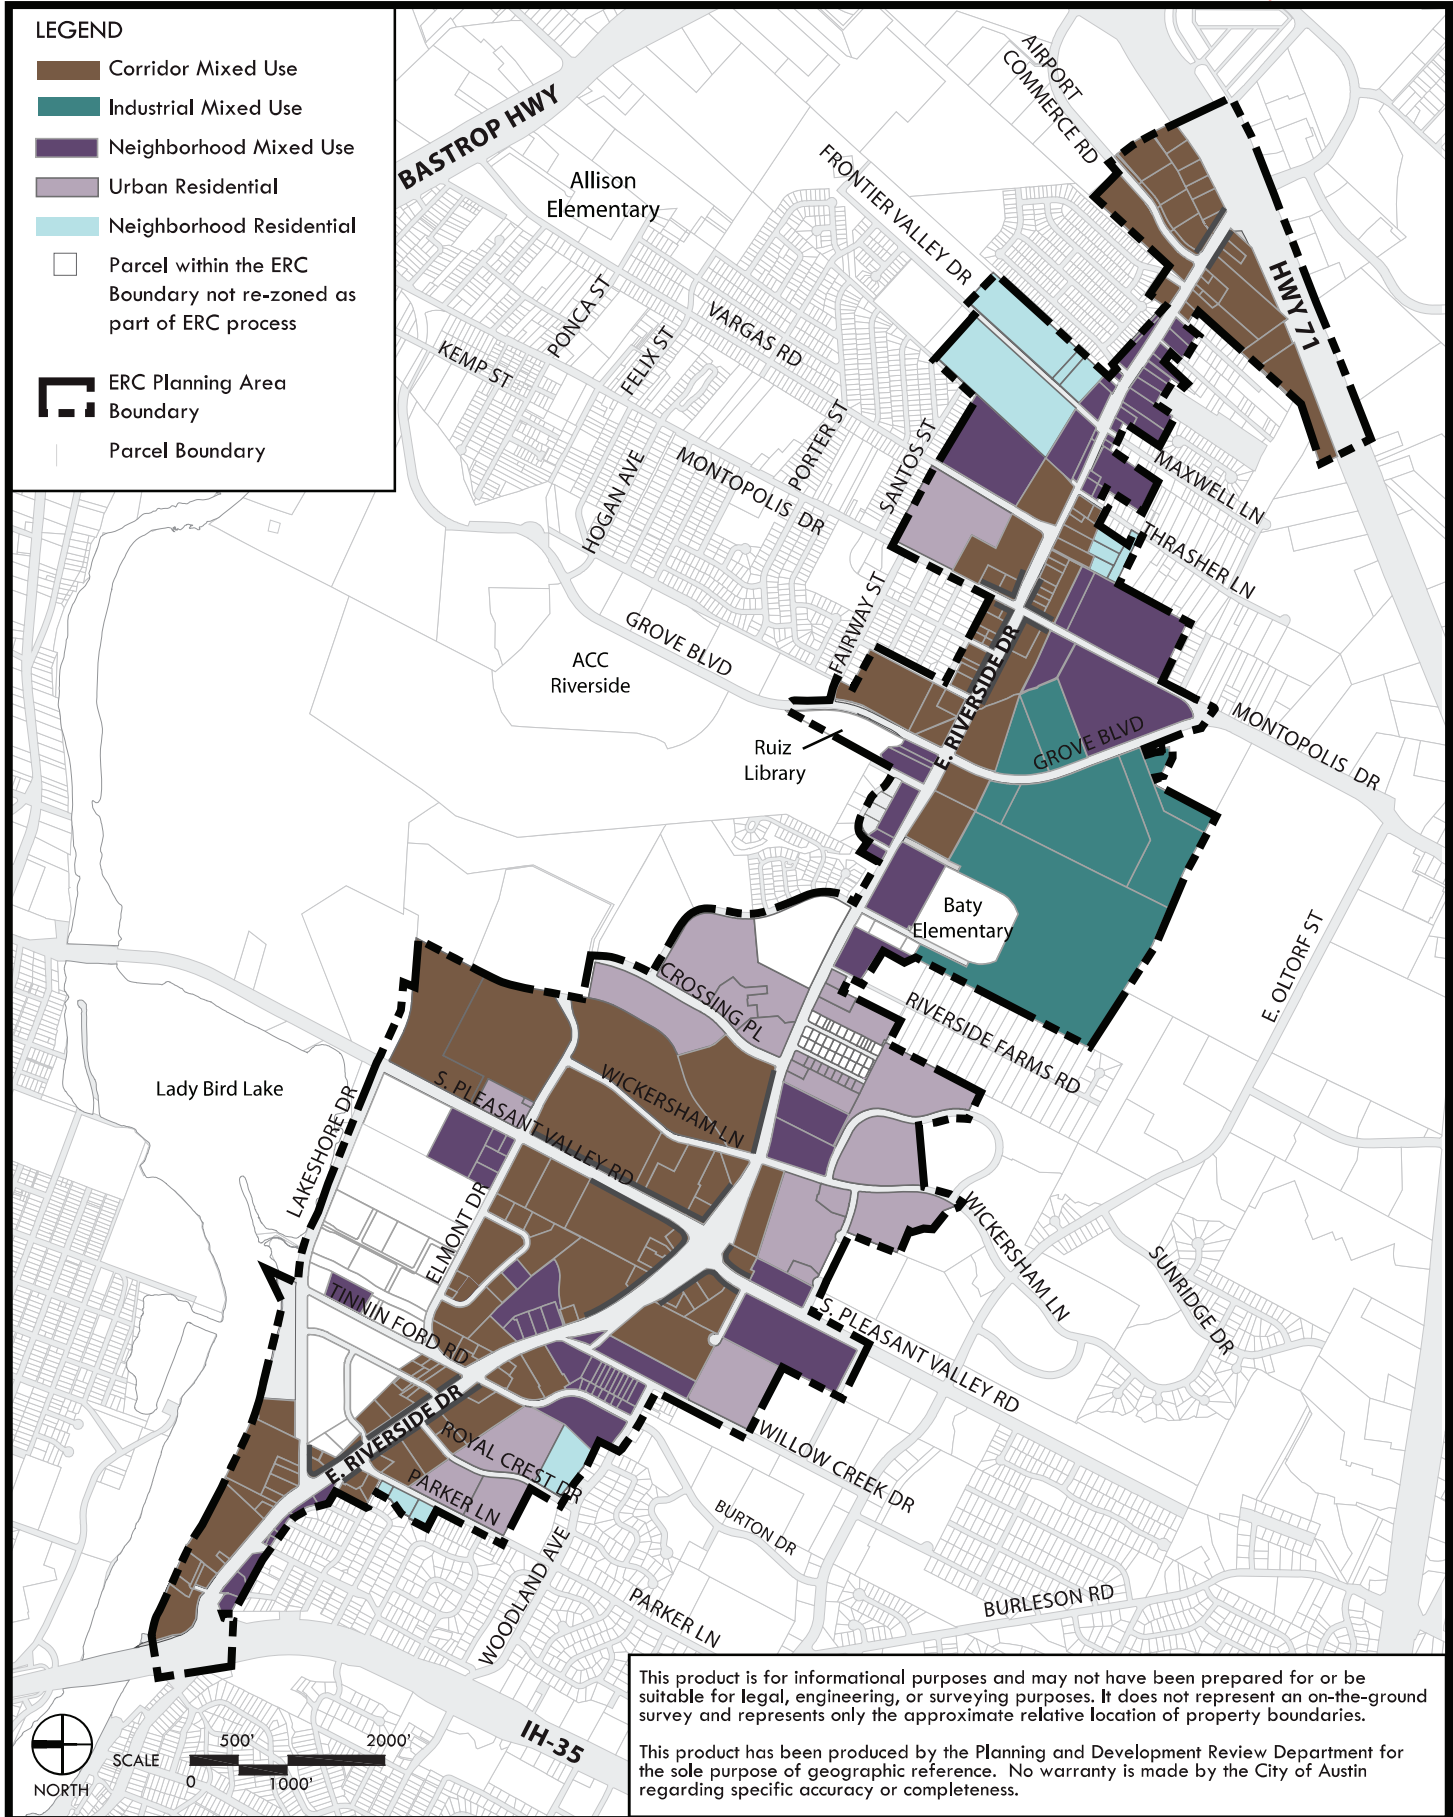 LEGEND
Corridor Mixed Use
Industrial Mixed Use
Neighborhood Mixed Use
Urban Residential
Neighborhood Residential
Parcel within the ERC
Boundary not re-zoned as
part of ERC process
ERC Planning Area
Boundary
Parcel Boundary
BASTROP HWY
AIRPORT
COMMERCE RD
Allison
Elementary
FRONTIER VALLEY DR
HWY 71
PONCA ST
VARGAS RD
FELIX ST
KEMP ST
PORTER ST
SANTOS ST
MONTOPOLIS DR
HOGAN AVE
MAXWELL LN
THRASHER LN
FAIRWAY ST
GROVE BLVD
ACC
Riverside
E. RIVERSIDE DR
Ruiz
Library
GROVE BLVD
MONTOPOLIS DR
Baty
Elementary
E. OLTORF ST
CROSSING PL
RIVERSIDE FARMS RD
Lady Bird Lake
LAKESHORE DR
S. PLEASANT VALLEY RD
WICKERSHAM LN
ELMONT DR
WICKERSHAM LN
SUNRIDGE DR
TINNIN FORD RD
S. PLEASANT VALLEY RD
E. RIVERSIDE DR
ROYAL CREST DR
PARKER LN
WILLOW CREEK DR
BURTON DR
WOODLAND AVE
PARKER LN
BURLESON RD
IH-35
NORTH
SCALE
500'
2000'
0
1000'
This product is for informational purposes and may not have been prepared for or be
suitable for legal, engineering, or surveying purposes. It does not represent an on-the-ground
survey and represents only the approximate relative location of property boundaries.
This product has been produced by the Planning and Development Review Department for
the sole purpose of geographic reference. No warranty is made by the City of Austin
regarding specific accuracy or completeness.